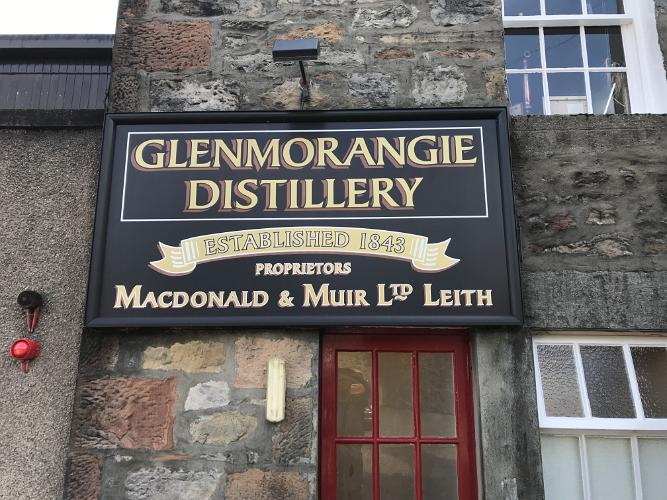 GLENMORANGIE
DISTILLERY
ESTABLISHED 1843
PROPRIETORS
MACDONALD & MUIR LTD LEITH